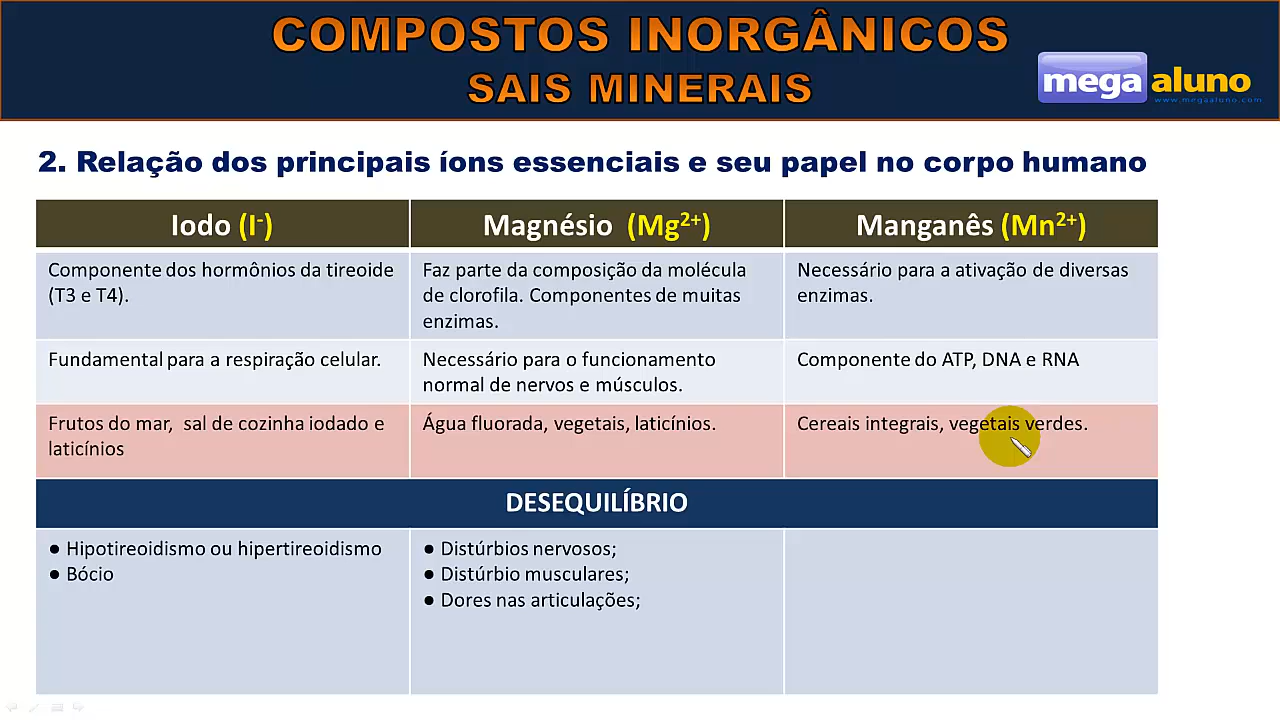 COMPOSTOS INORGÂNICOS
SAIS MINERAIS
mega aluno
www.megaaluno.com
2. Relação dos principais íons essenciais e seu papel no corpo humano
Iodo (I-)
Magnésio (Mg2+)
Manganês (Mn2+)
Componente dos hormônios da tireoide
(T3 e T4).
Faz parte da composição da molécula
de clorofila. Componentes de muitas
enzimas.
Necessário para a ativação de diversas
enzimas.
Fundamental para a respiração celular.
Necessário para o funcionamento
normal de nervos e músculos.
Componente do ATP, DNA e RNA
Frutos do mar, sal de cozinha iodado e
laticínios
Água fluorada, vegetais, laticínios.
Cereais integrais, vegetais verdes.
DESEQUILÍBRIO
● Hipotireoidismo ou hipertireoidismo
● Bócio
● Distúrbios nervosos;
● Distúrbio musculares;
● Dores nas articulações;